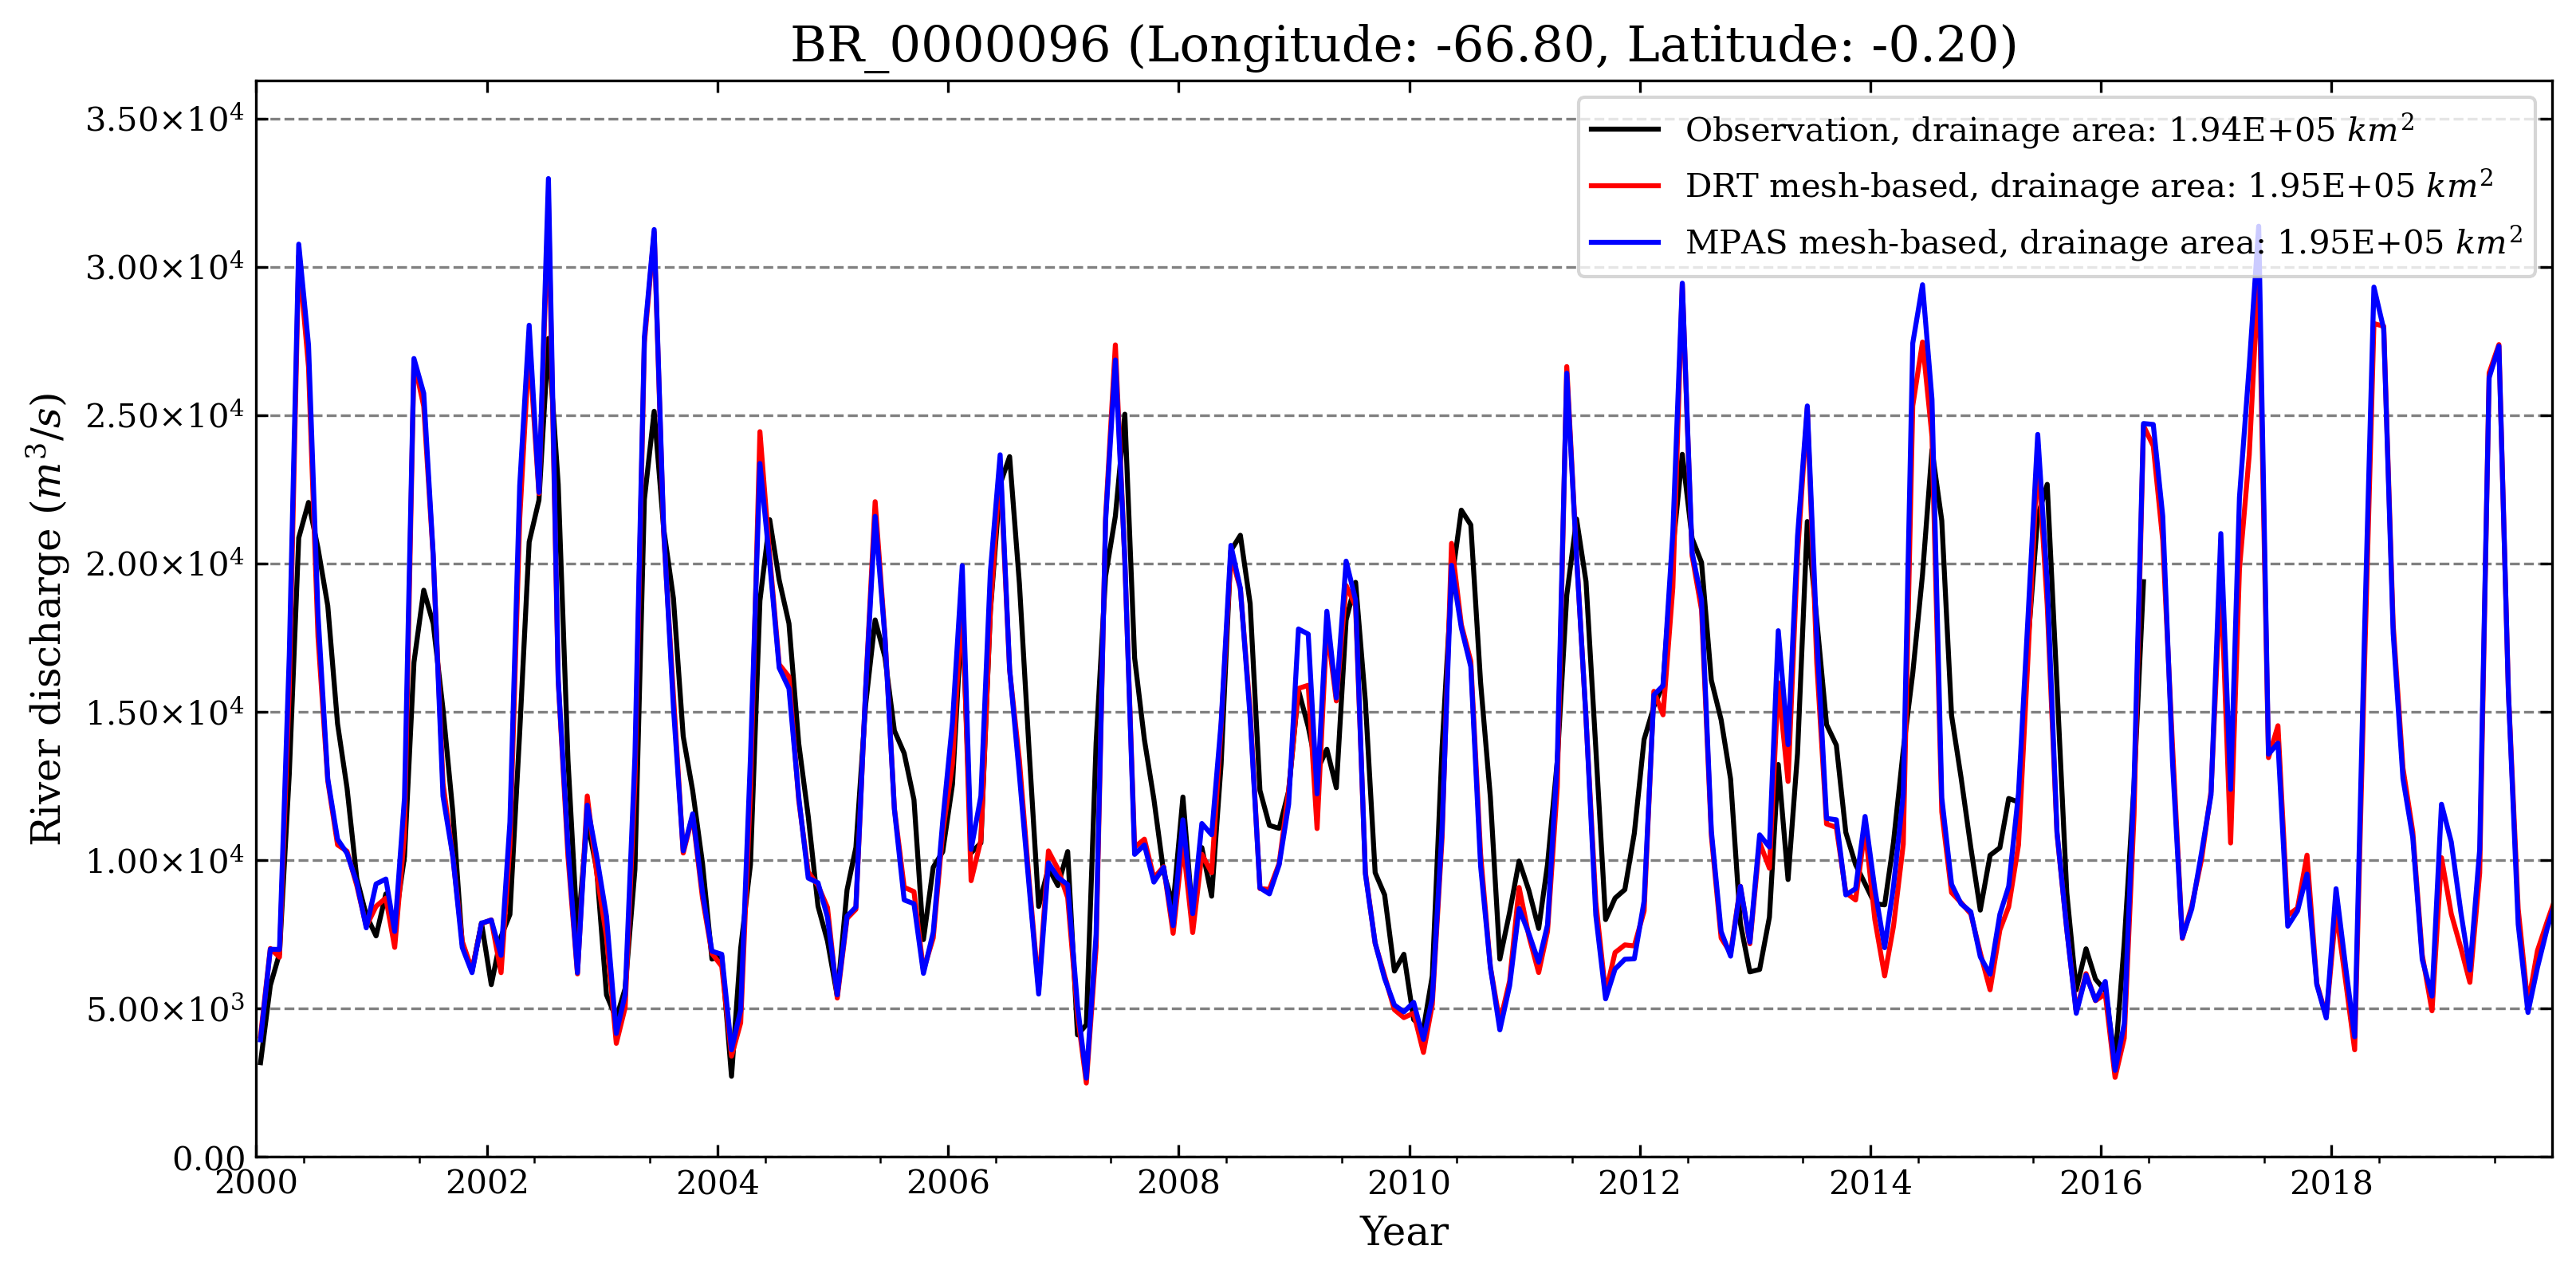 BR_0000096 (Longitude: -66.80, Latitude: -0.20)
3.50×10⁴
3.00×10⁴
2.50×10⁴
2.00×10⁴
1.50×10⁴
1.00×10⁴
5.00×10³
0.00
River discharge (m³/s)
Observation, drainage area: 1.94E+05 km²
DRT mesh-based, drainage area: 1.95E+05 km²
MPAS mesh-based, drainage area: 1.95E+05 km²
2000 2002 2004 2006 2008 2010 2012 2014 2016 2018
Year